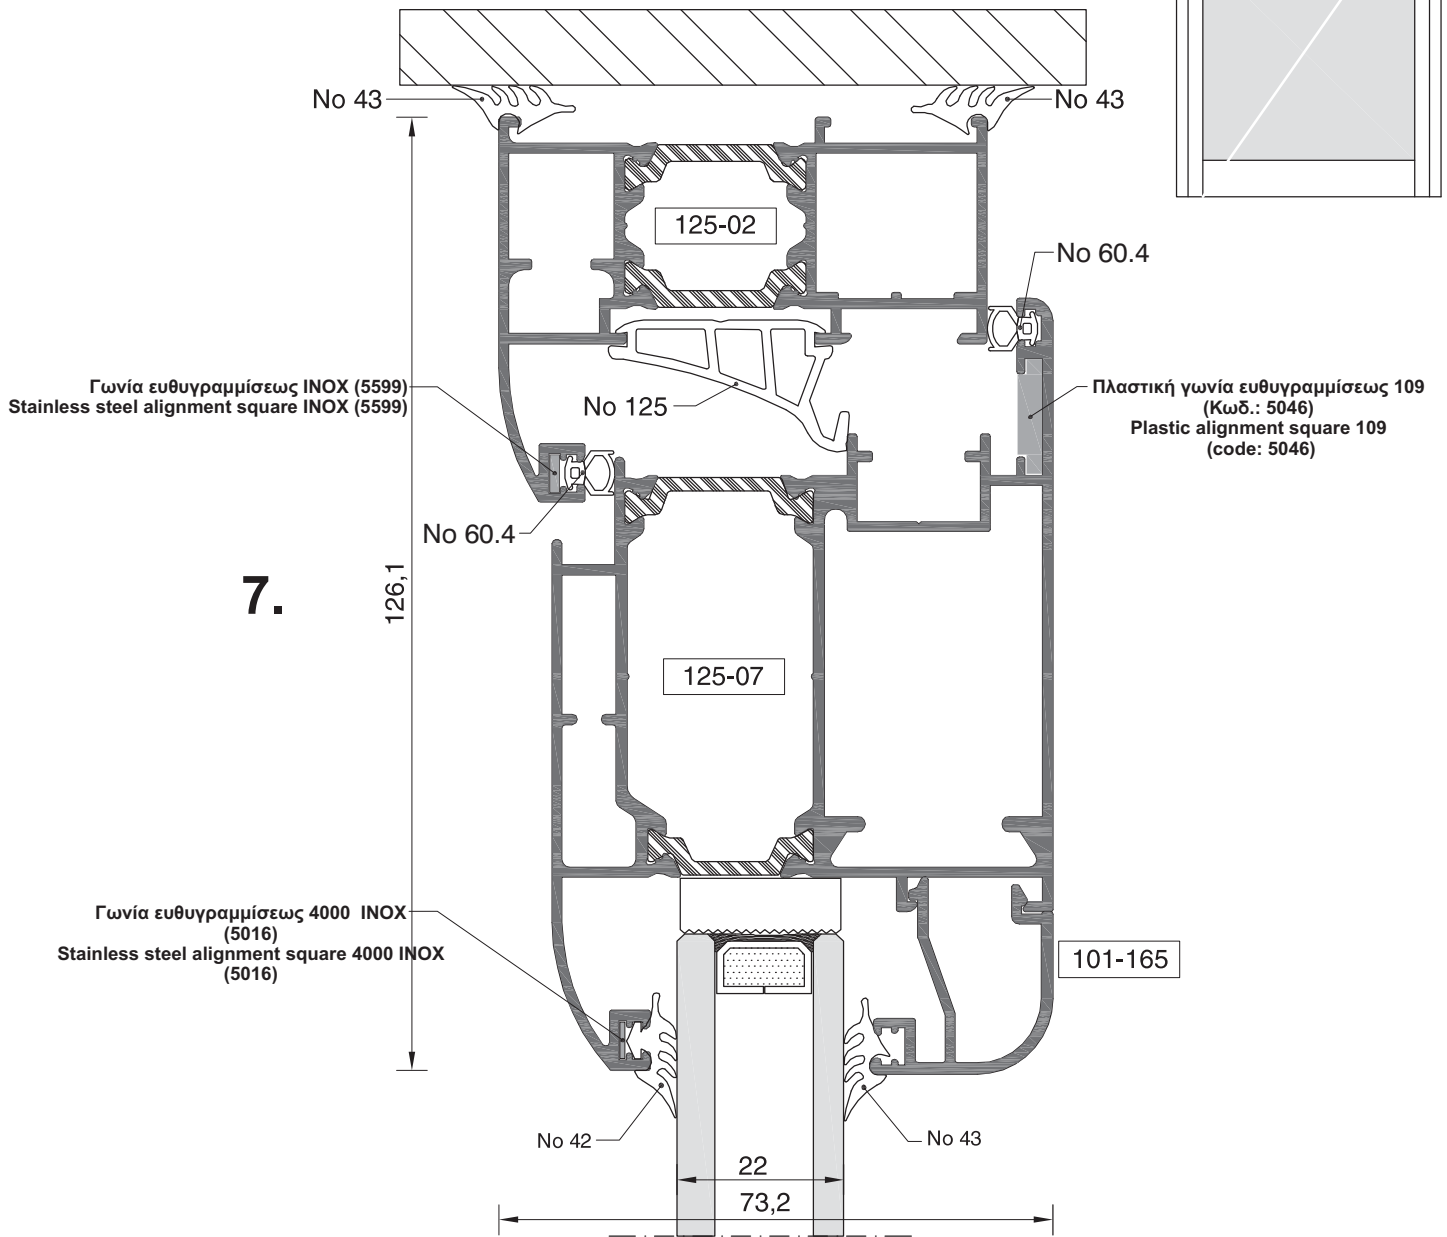 No 43
No 43
125-02
No 60.4
Γωνία ευθυγραμμίσεως INOX (5599)
Stainless steel alignment square INOX (5599)
No 125
Πλαστική γωνία ευθυγραμμίσεως 109
(Κωδ.: 5046)
Plastic alignment square 109
(code: 5046)
No 60.4
7.
126,1
125-07
Γωνία ευθυγραμμίσεως 4000 INOX
(5016)
Stainless steel alignment square 4000 INOX
(5016)
101-165
No 42
No 43
22
73,2